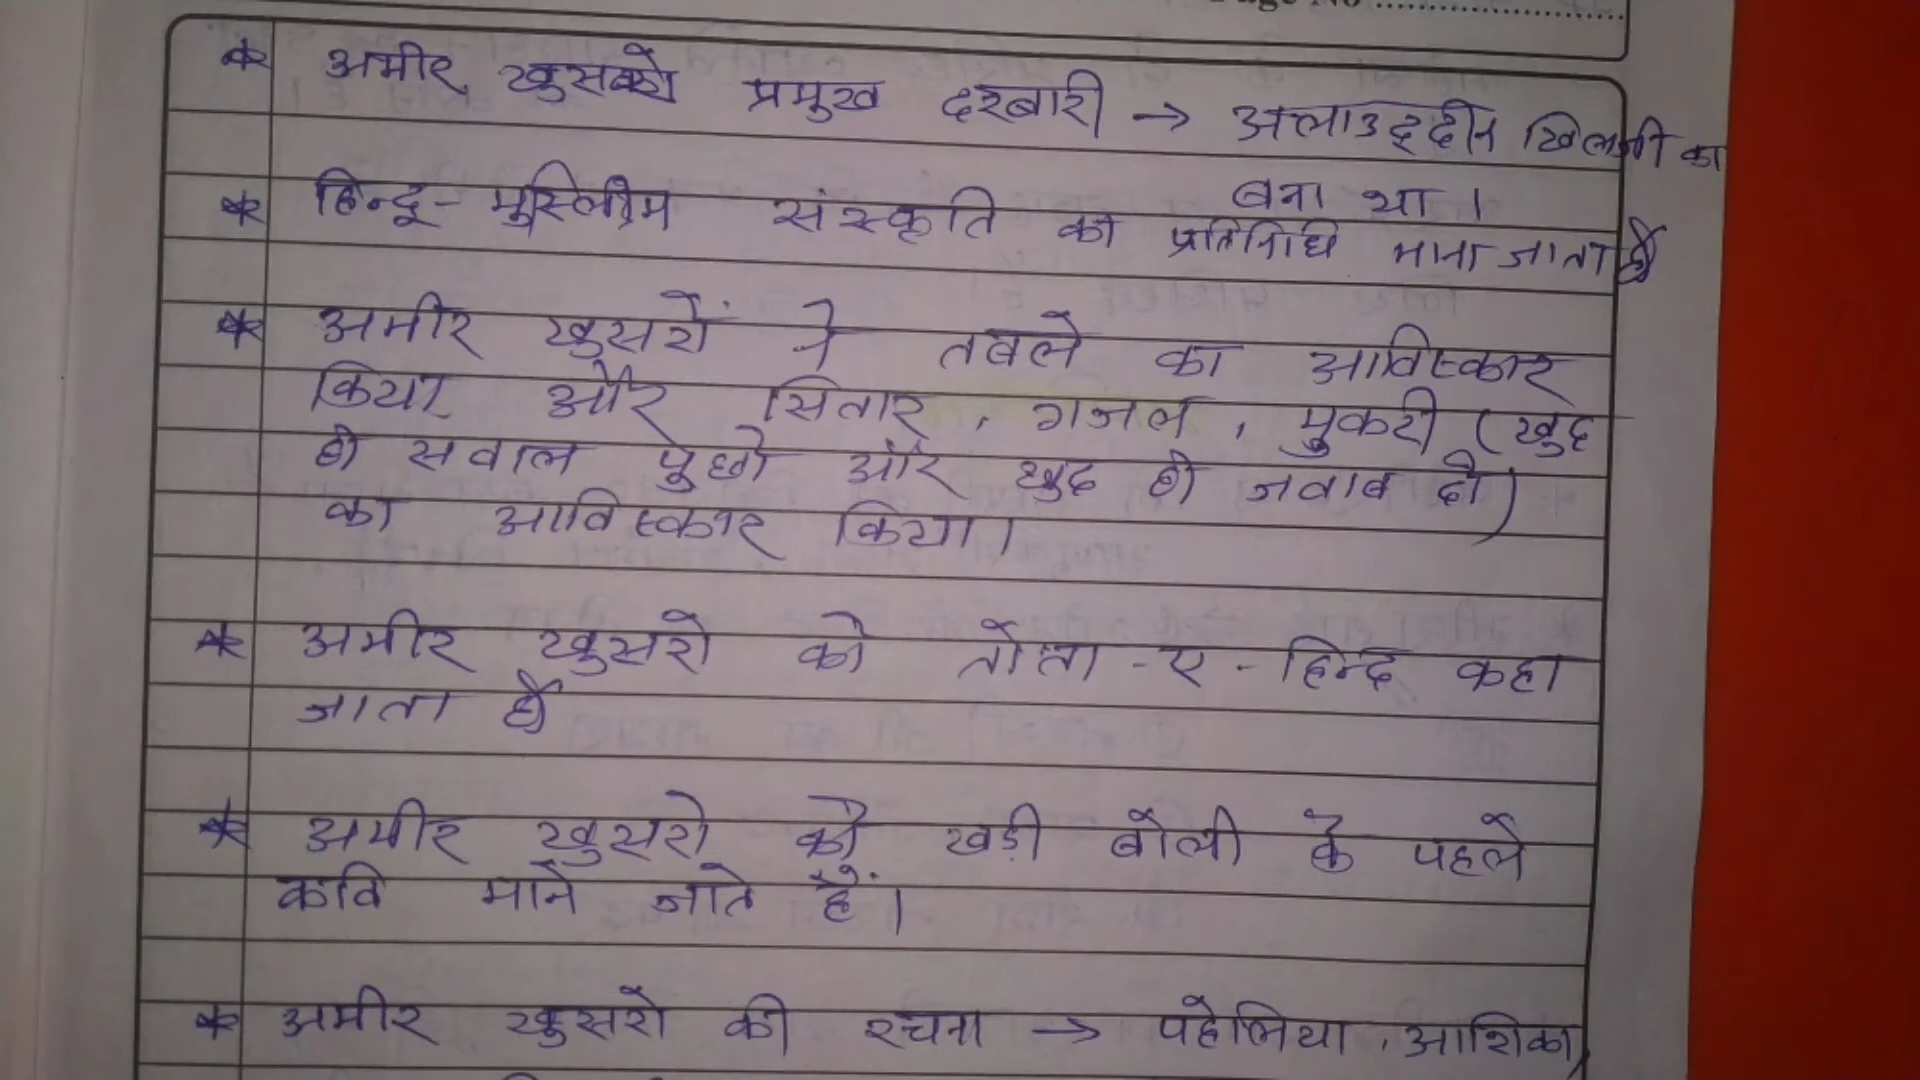 * अमीर खुसरो प्रमुख दरबारी → अलाउद्दीन खिलजी का
बना था ।
* हिन्दू - मुस्लिम संस्कृति का प्रतिनिधि माना जाता है
* अमीर खुसरों ने तबले का आविस्कार
किया और सितार , गजल , मुकरी (खुद
ही सवाल पुछो और खुद ही जवाब दो)
का आविस्कार किया।
* अमीर खुसरो को तोता - ए - हिन्द कहा
जाता है
* अमीर खुसरो को खड़ी बोली के पहले
कवि माने जाते हैं।
* अमीर खुसरो की रचना → पहेलिया , आशिका,